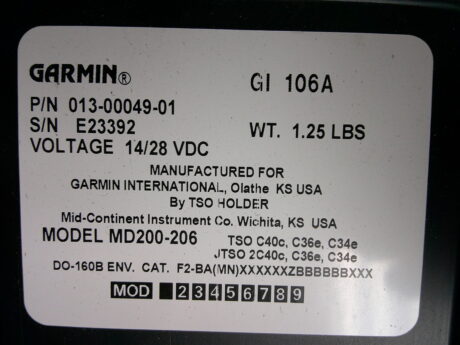 GARMIN® GI 106A
P/N 013-00049-01
S/N E23392 WT. 1.25 LBS
VOLTAGE 14/28 VDC
MANUFACTURED FOR
GARMIN INTERNATIONAL, Olathe KS USA
By TSO HOLDER
Mid-Continent Instrument Co. Wichita, KS USA
MODEL MD200-206 TSO C40c, C36e, C34e
JTSO 2C40c, C36e, C34e
DO-160B ENV. CAT. F2-BA(MN)XXXXXXZBBBBBBXXX
MOD 2 3 4 5 6 7 8 9